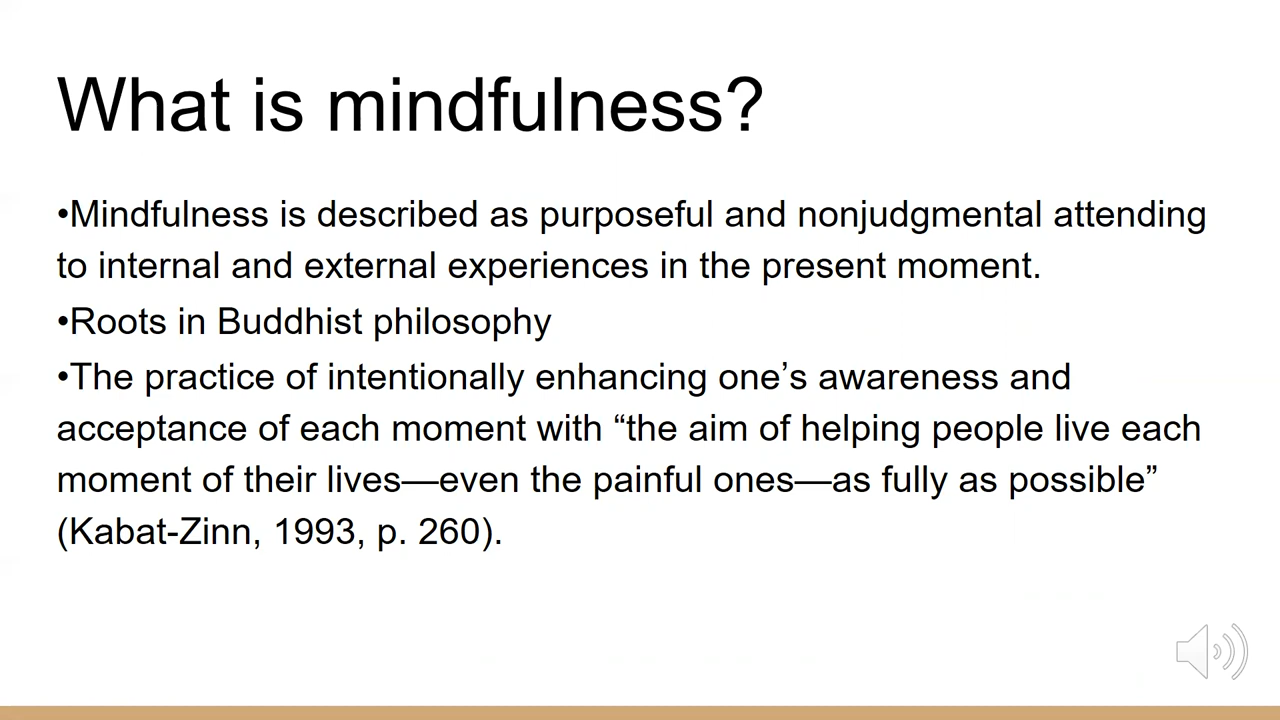 What is mindfulness?
•Mindfulness is described as purposeful and nonjudgmental attending
to internal and external experiences in the present moment.
•Roots in Buddhist philosophy
•The practice of intentionally enhancing one’s awareness and
acceptance of each moment with “the aim of helping people live each
moment of their lives—even the painful ones—as fully as possible”
(Kabat-Zinn, 1993, p. 260).